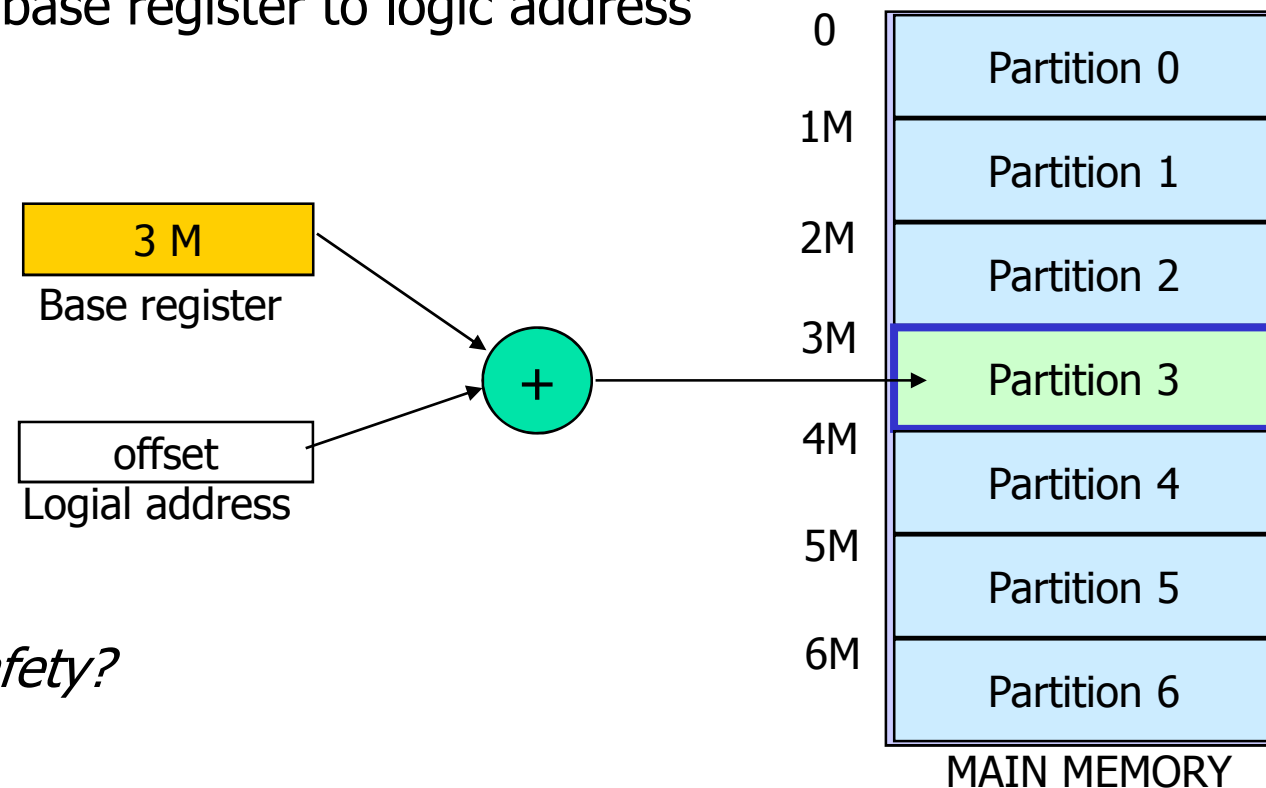 base register to logic address
0
Partition 0
1M
Partition 1
2M
3 M
Partition 2
Base register
3M
+
Partition 3
4M
offset
Logial address
Partition 4
5M
Partition 5
6M
Partition 6
MAIN MEMORY